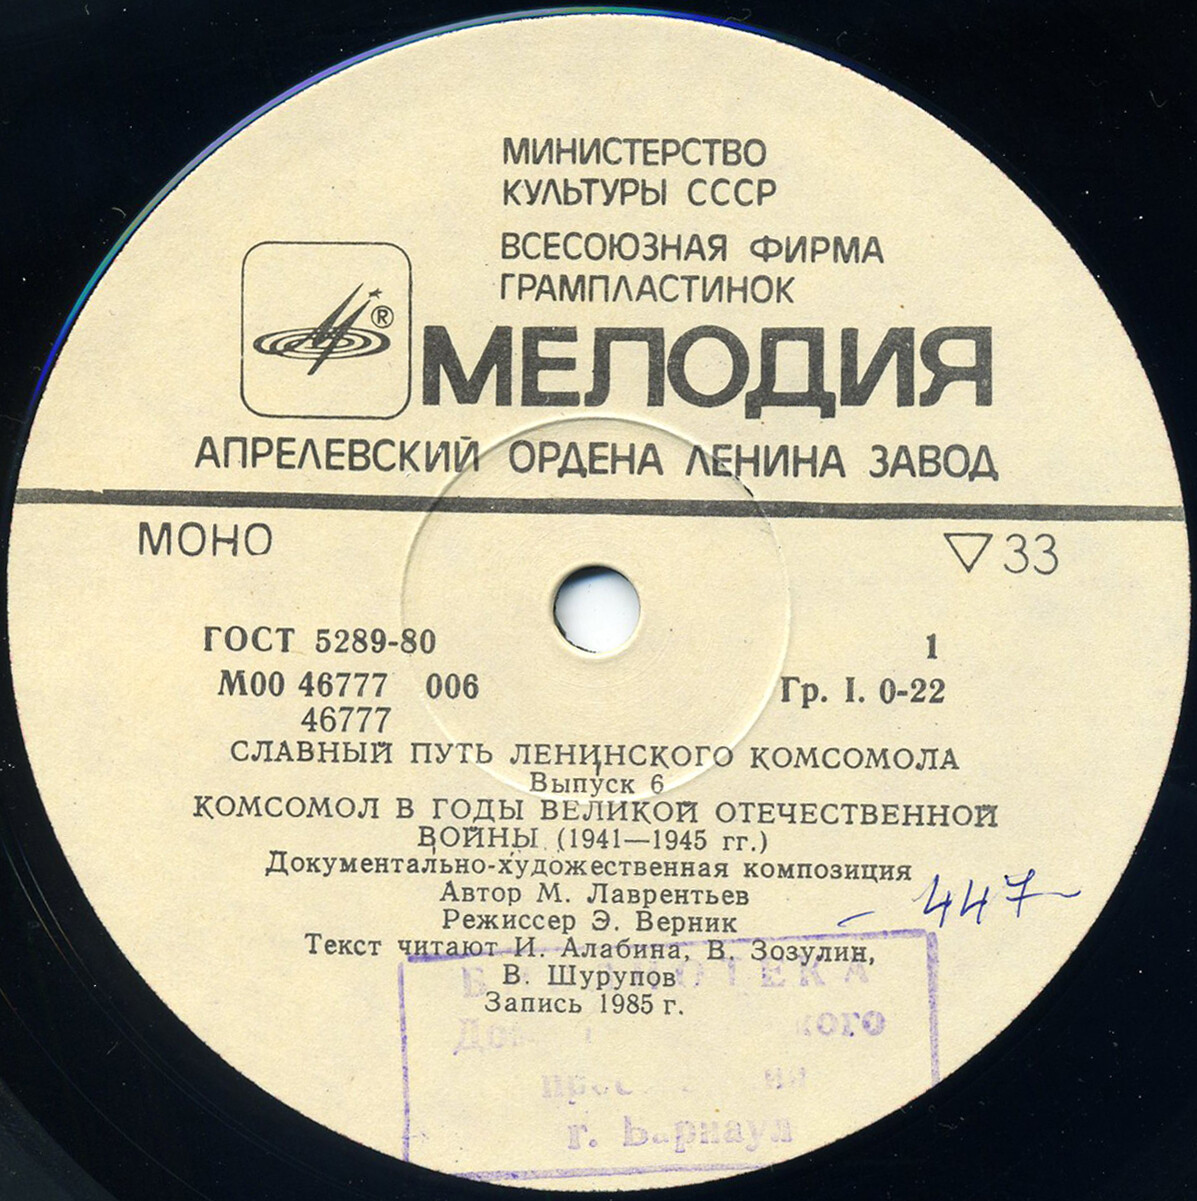 МИНИСТЕРСТВО
КУЛЬТУРЫ СССР
ВСЕСОЮЗНАЯ ФИРМА
ГРАМПЛАСТИНОК
®
МЕЛОДИЯ
АПРЕЛЕВСКИЙ ОРДЕНА ЛЕНИНА ЗАВОД
МОНО
▽33
ГОСТ 5289-80
1
М00 46777 006
Гр. I. 0-22
46777
СЛАВНЫЙ ПУТЬ ЛЕНИНСКОГО КОМСОМОЛА
Выпуск 6
КОМСОМОЛ В ГОДЫ ВЕЛИКОЙ ОТЕЧЕСТВЕННОЙ
ВОЙНЫ (1941—1945 гг.)
Документально-художественная композиция
Автор М. Лаврентьев
Режиссер Э. Верник
- 447
Текст читают И. Алабина, В. Зозулин,
В. Шурупов
Запись 1985 г.
г. Барнаул